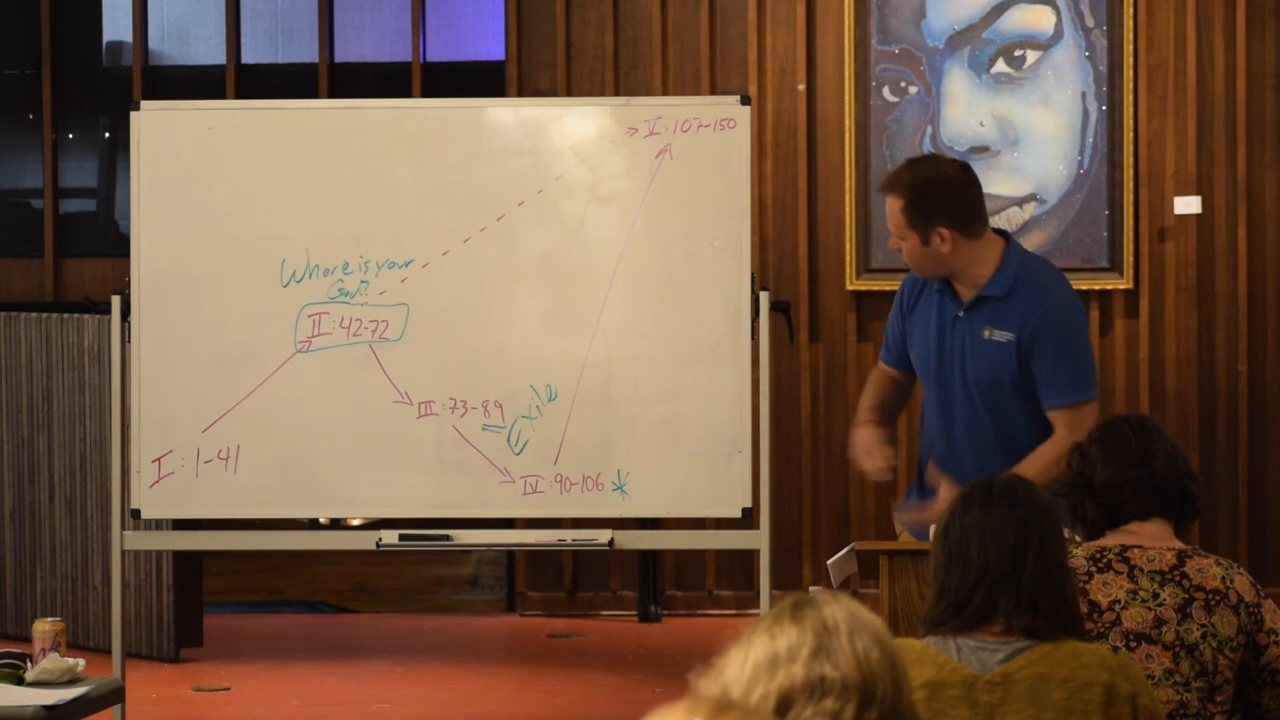 > V: 107-150
Where is your
God?
II: 42-72
III: 73-89
Exile
I: 1-41
IV: 90-106 *